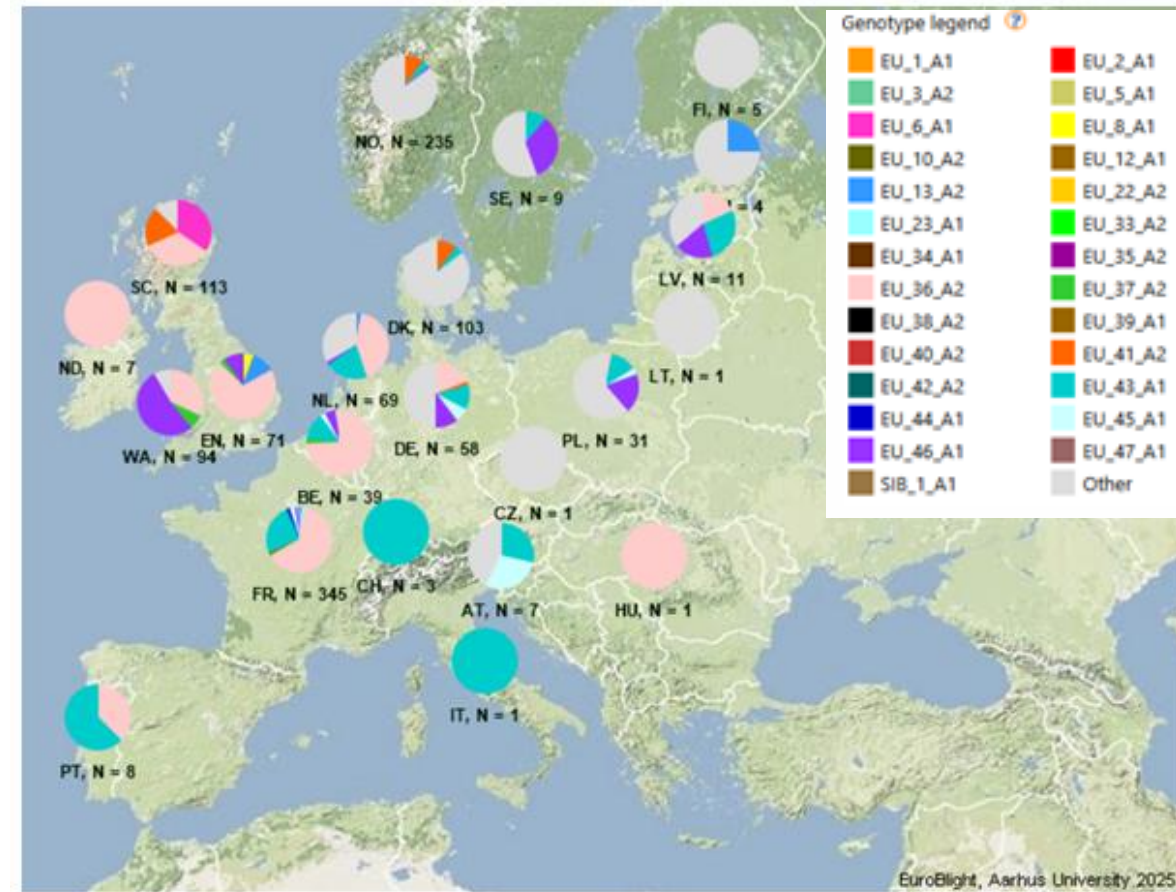 Genotype legend ?
EU_1_A1 EU_2_A1
EU_3_A2 EU_5_A1
EU_6_A1 EU_8_A1
EU_10_A2 EU_12_A1
EU_13_A2 EU_22_A2
EU_23_A1 EU_33_A2
EU_34_A1 EU_35_A2
EU_36_A2 EU_37_A2
EU_38_A2 EU_39_A1
EU_40_A2 EU_41_A2
EU_42_A2 EU_43_A1
EU_44_A1 EU_45_A1
EU_46_A1 EU_47_A1
SIB_1_A1 Other
FI, N = 5
NO, N = 235
SE, N = 9
= 4
LV, N = 11
SC, N = 113
DK, N = 103
ND, N = 7
LT, N = 1
NL, N = 69
EN, N = 71
PL, N = 31
DE, N = 58
WA, N = 94
BE, N = 39
CZ, N = 1
FR, N = 345
CH, N = 3
AT, N = 7
HU, N = 1
IT, N = 1
PT, N = 8
EuroBlight, Aarhus University